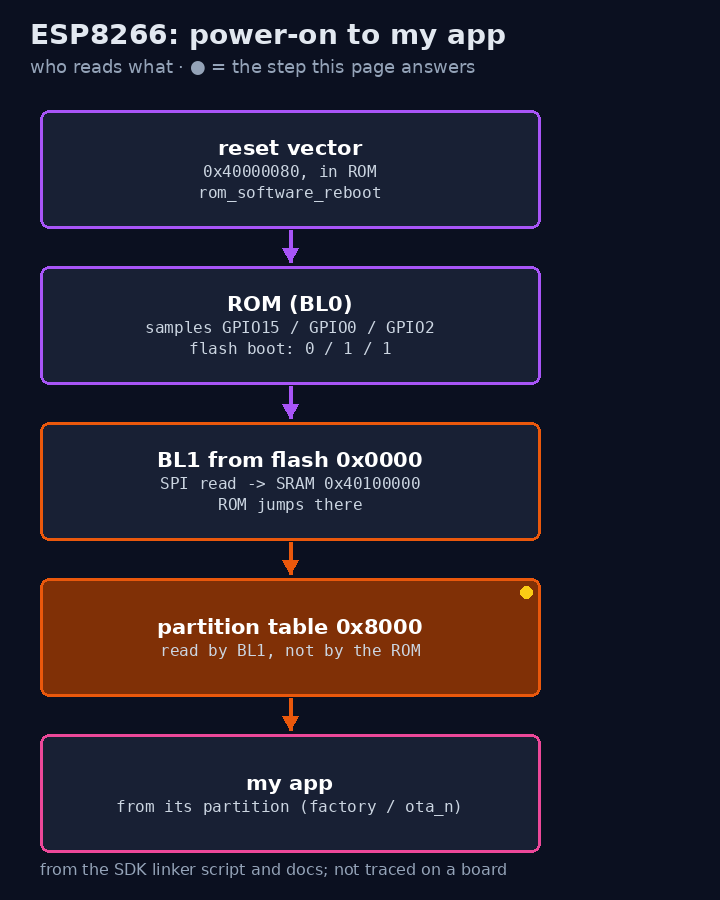 ESP8266: power-on to my app
who reads what · ● = the step this page answers
reset vector
0x40000080, in ROM
rom_software_reboot
ROM (BL0)
samples GPIO15 / GPIO0 / GPIO2
flash boot: 0 / 1 / 1
BL1 from flash 0x0000
SPI read -> SRAM 0x40100000
ROM jumps there
partition table 0x8000
read by BL1, not by the ROM
my app
from its partition (factory / ota_n)
from the SDK linker script and docs; not traced on a board